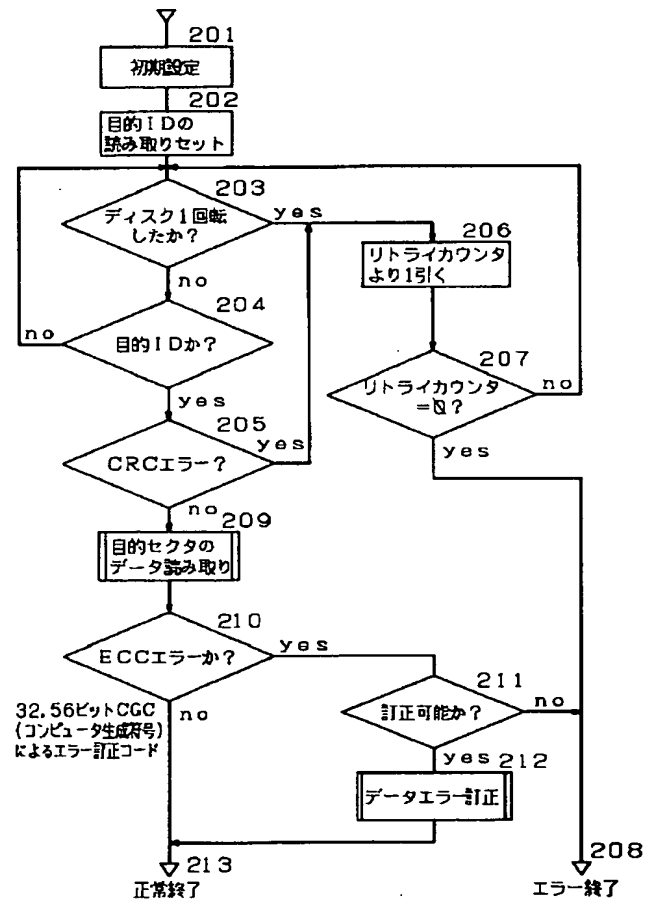 201
初期設定
202
目的IDの
読み取りセット
203
ディスク1回転
したか?
yes
no
206
リトライカウンタ
より1引く
204
目的IDか?
no
yes
207
リトライカウンタ
=0?
no
yes
205
CRCエラー?
yes
no
209
目的セクタの
データ読み取り
210
ECCエラーか?
yes
no
211
訂正可能か?
no
yes
212
データエラー訂正
32.56ビットCGC
(コンピュータ生成符号)
によるエラー訂正コード
213
正常終了
208
エラー終了